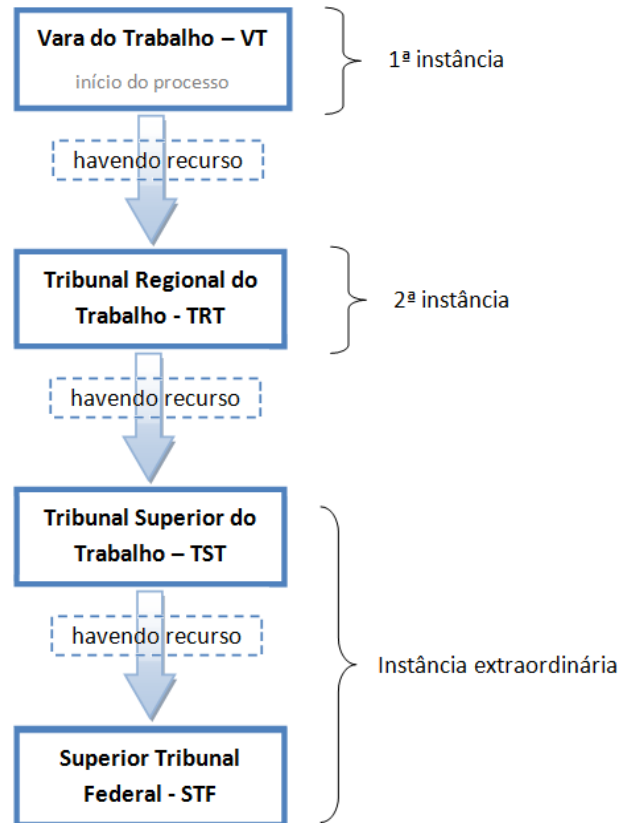 Vara do Trabalho – VT
início do processo
1ª instância
havendo recurso
Tribunal Regional do
Trabalho - TRT
2ª instância
havendo recurso
Tribunal Superior do
Trabalho – TST
havendo recurso
Instância extraordinária
Superior Tribunal
Federal - STF